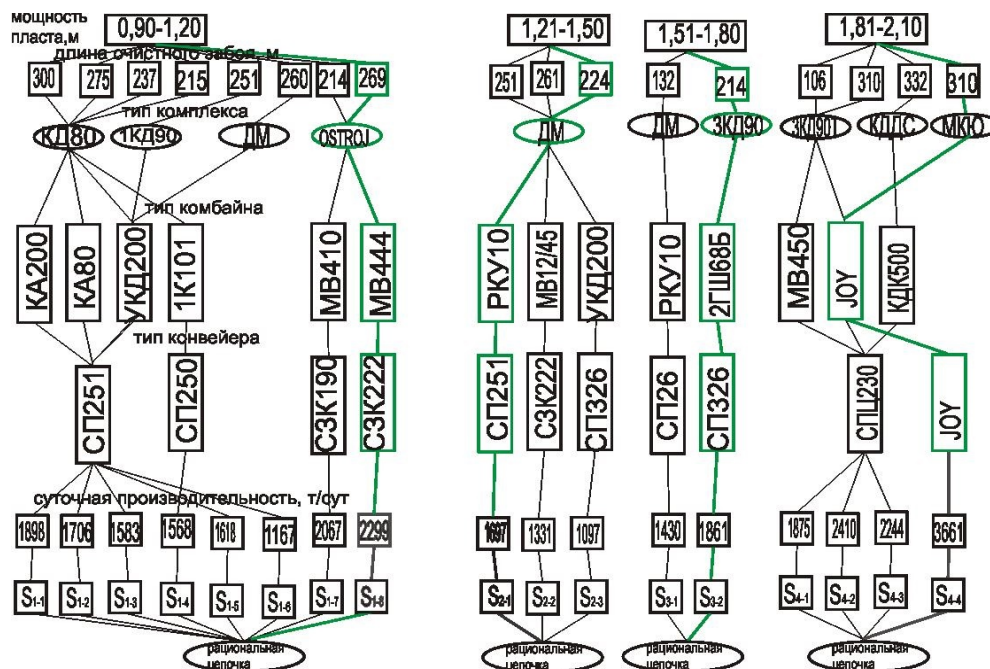 мощность
пласта,м
0,90-1,20
1,21-1,50
1,51-1,80
1,81-2,10
длина очистного забоя, м
300 275 237 215 251 260 214 269
251 261 224
132 214
106 310 332 310
тип комплекса
КД80 1КД90 ДМ OSTROJ
ДМ
ДМ 3КД90
3КД90Т КДДС МКЮ
тип комбайна
КА200 КА80 УКД200 1К101 МВ410 МВ444
РКУ10 МВ12/45 УКД200
РКУ10 2ГШ68Б
МВ450 JOY КДК500
тип конвейера
СП251 СП250 СЗК190 СЗК222
СП251 СЗК222 СП326
СП26 СП326
СПЦ230 JOY
суточная производительность, т/сут
1898 1706 1583 1568 1618 1167 2067 2299
1697 1331 1097
1430 1861
1875 2410 2244 3661
S1-1 S1-2 S1-3 S1-4 S1-5 S1-6 S1-7 S1-8
S2-1 S2-2 S2-3
S3-1 S3-2
S4-1 S4-2 S4-3 S4-4
рациональная
цепочка
рациональная
цепочка
рациональная
цепочка
рациональная
цепочка